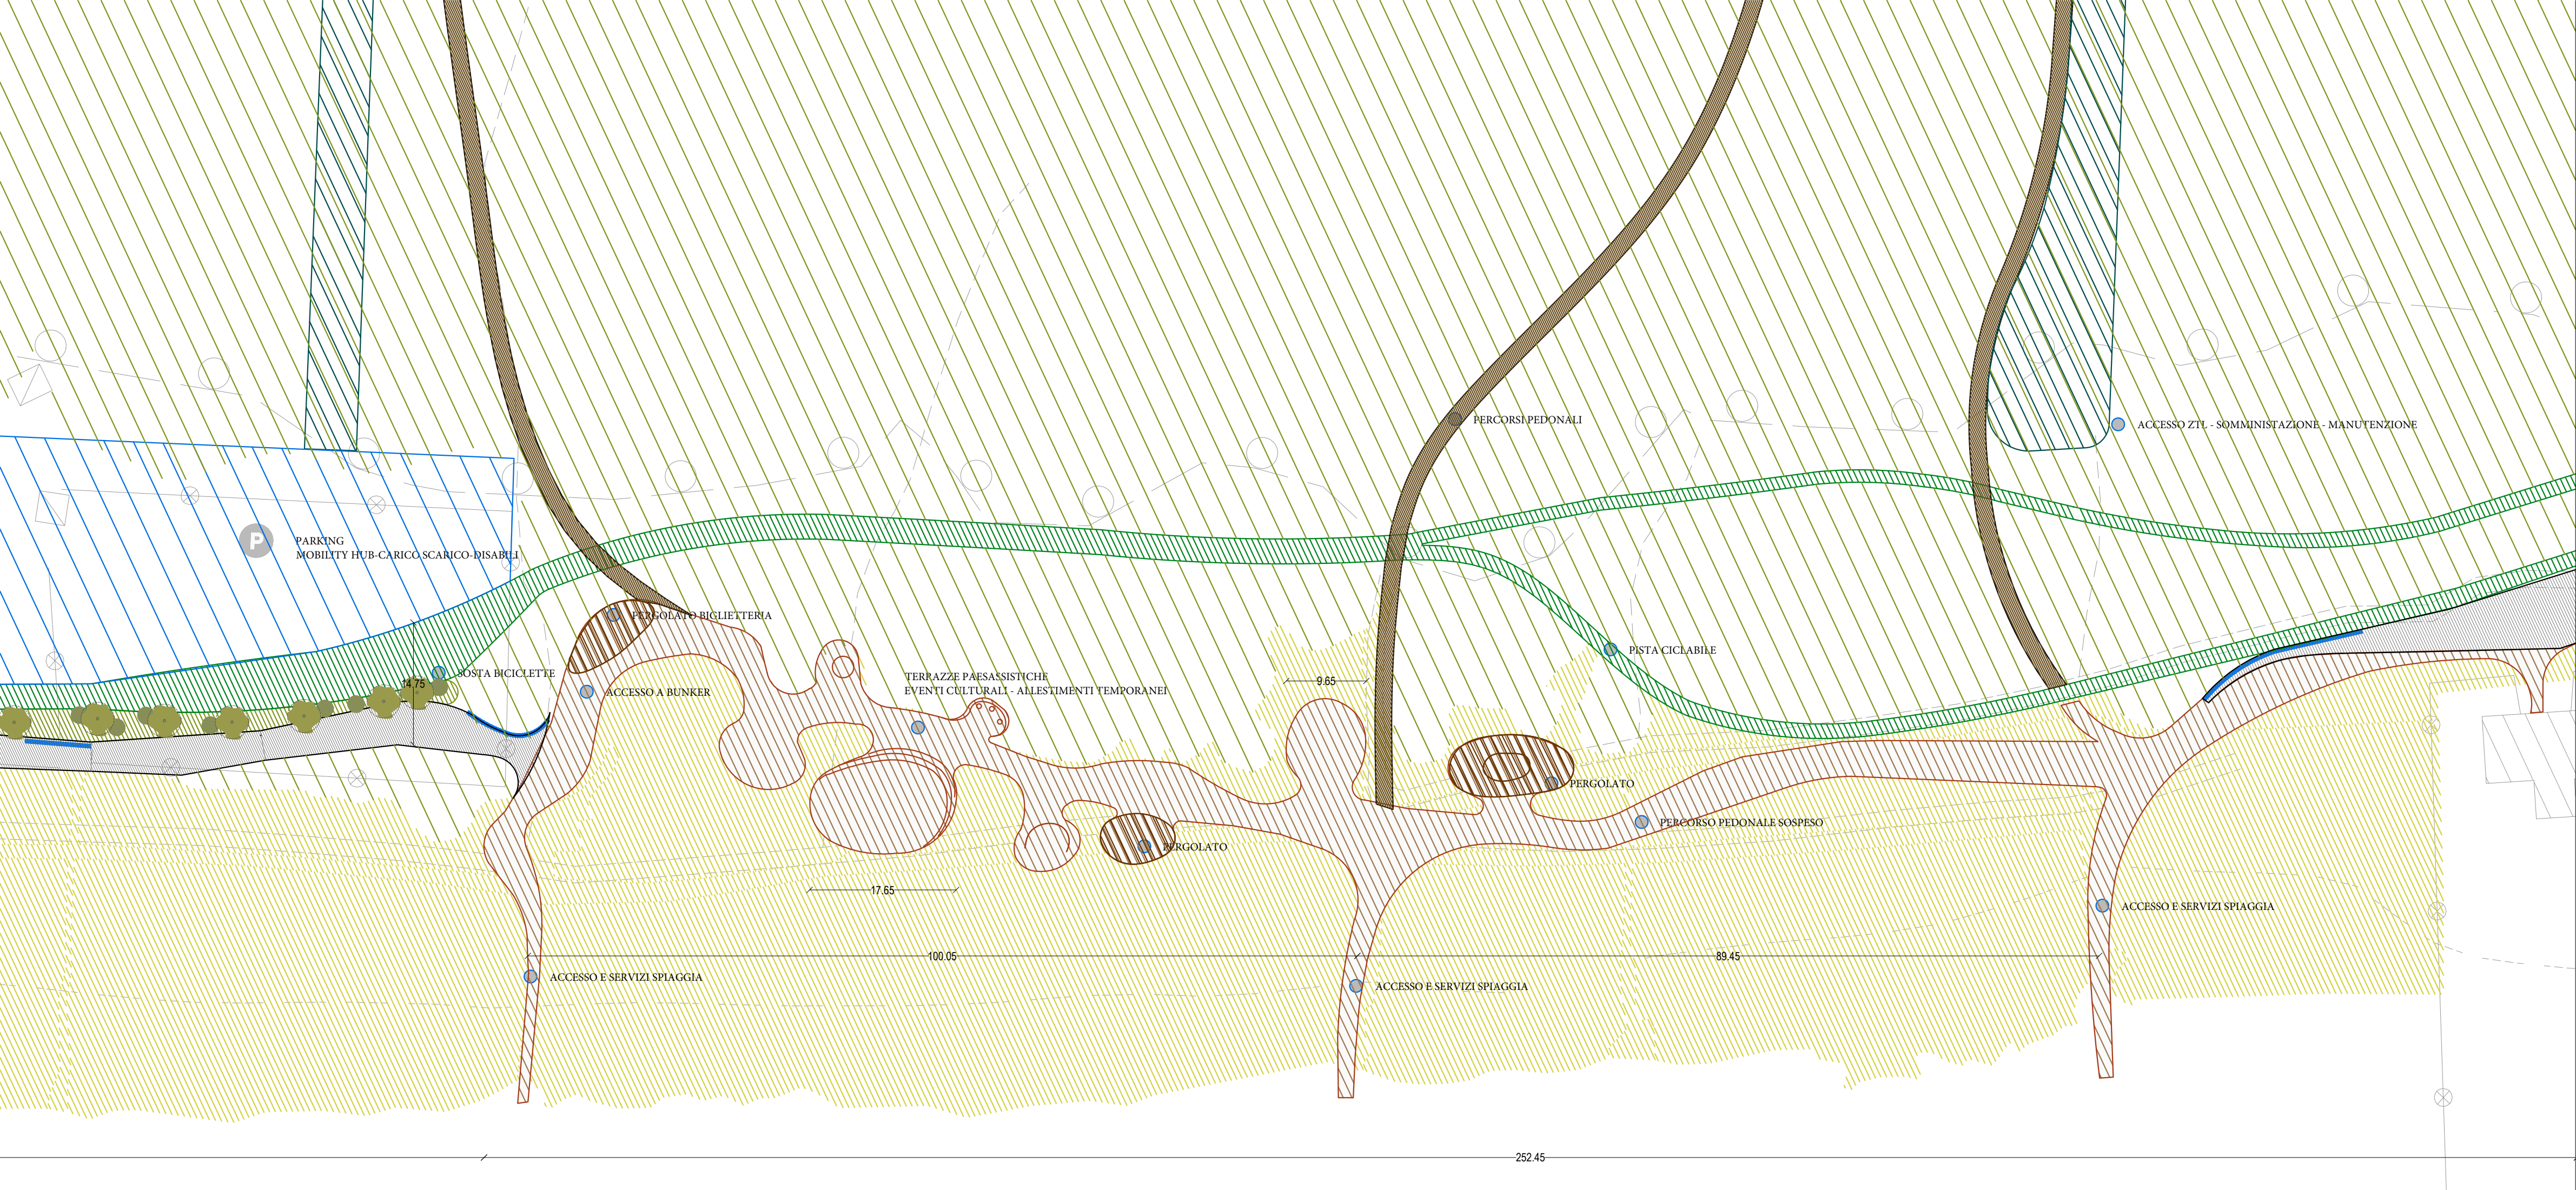 PERCORSI PEDONALI
ACCESSO ZTL - SOMMINISTAZIONE - MANUTENZIONE
P
PARKING
MOBILITY HUB-CARICO SCARICO-DISABILI
PERGOLATO BIGLIETTERIA
PISTA CICLABILE
SOSTA BICICLETTE
14.75
ACCESSO A BUNKER
TERRAZZE PAESASSISTICHE
EVENTI CULTURALI - ALLESTIMENTI TEMPORANEI
9.65
PERGOLATO
PERCORSO PEDONALE SOSPESO
PERGOLATO
17.65
ACCESSO E SERVIZI SPIAGGIA
100.05
89.45
ACCESSO E SERVIZI SPIAGGIA
ACCESSO E SERVIZI SPIAGGIA
252.45